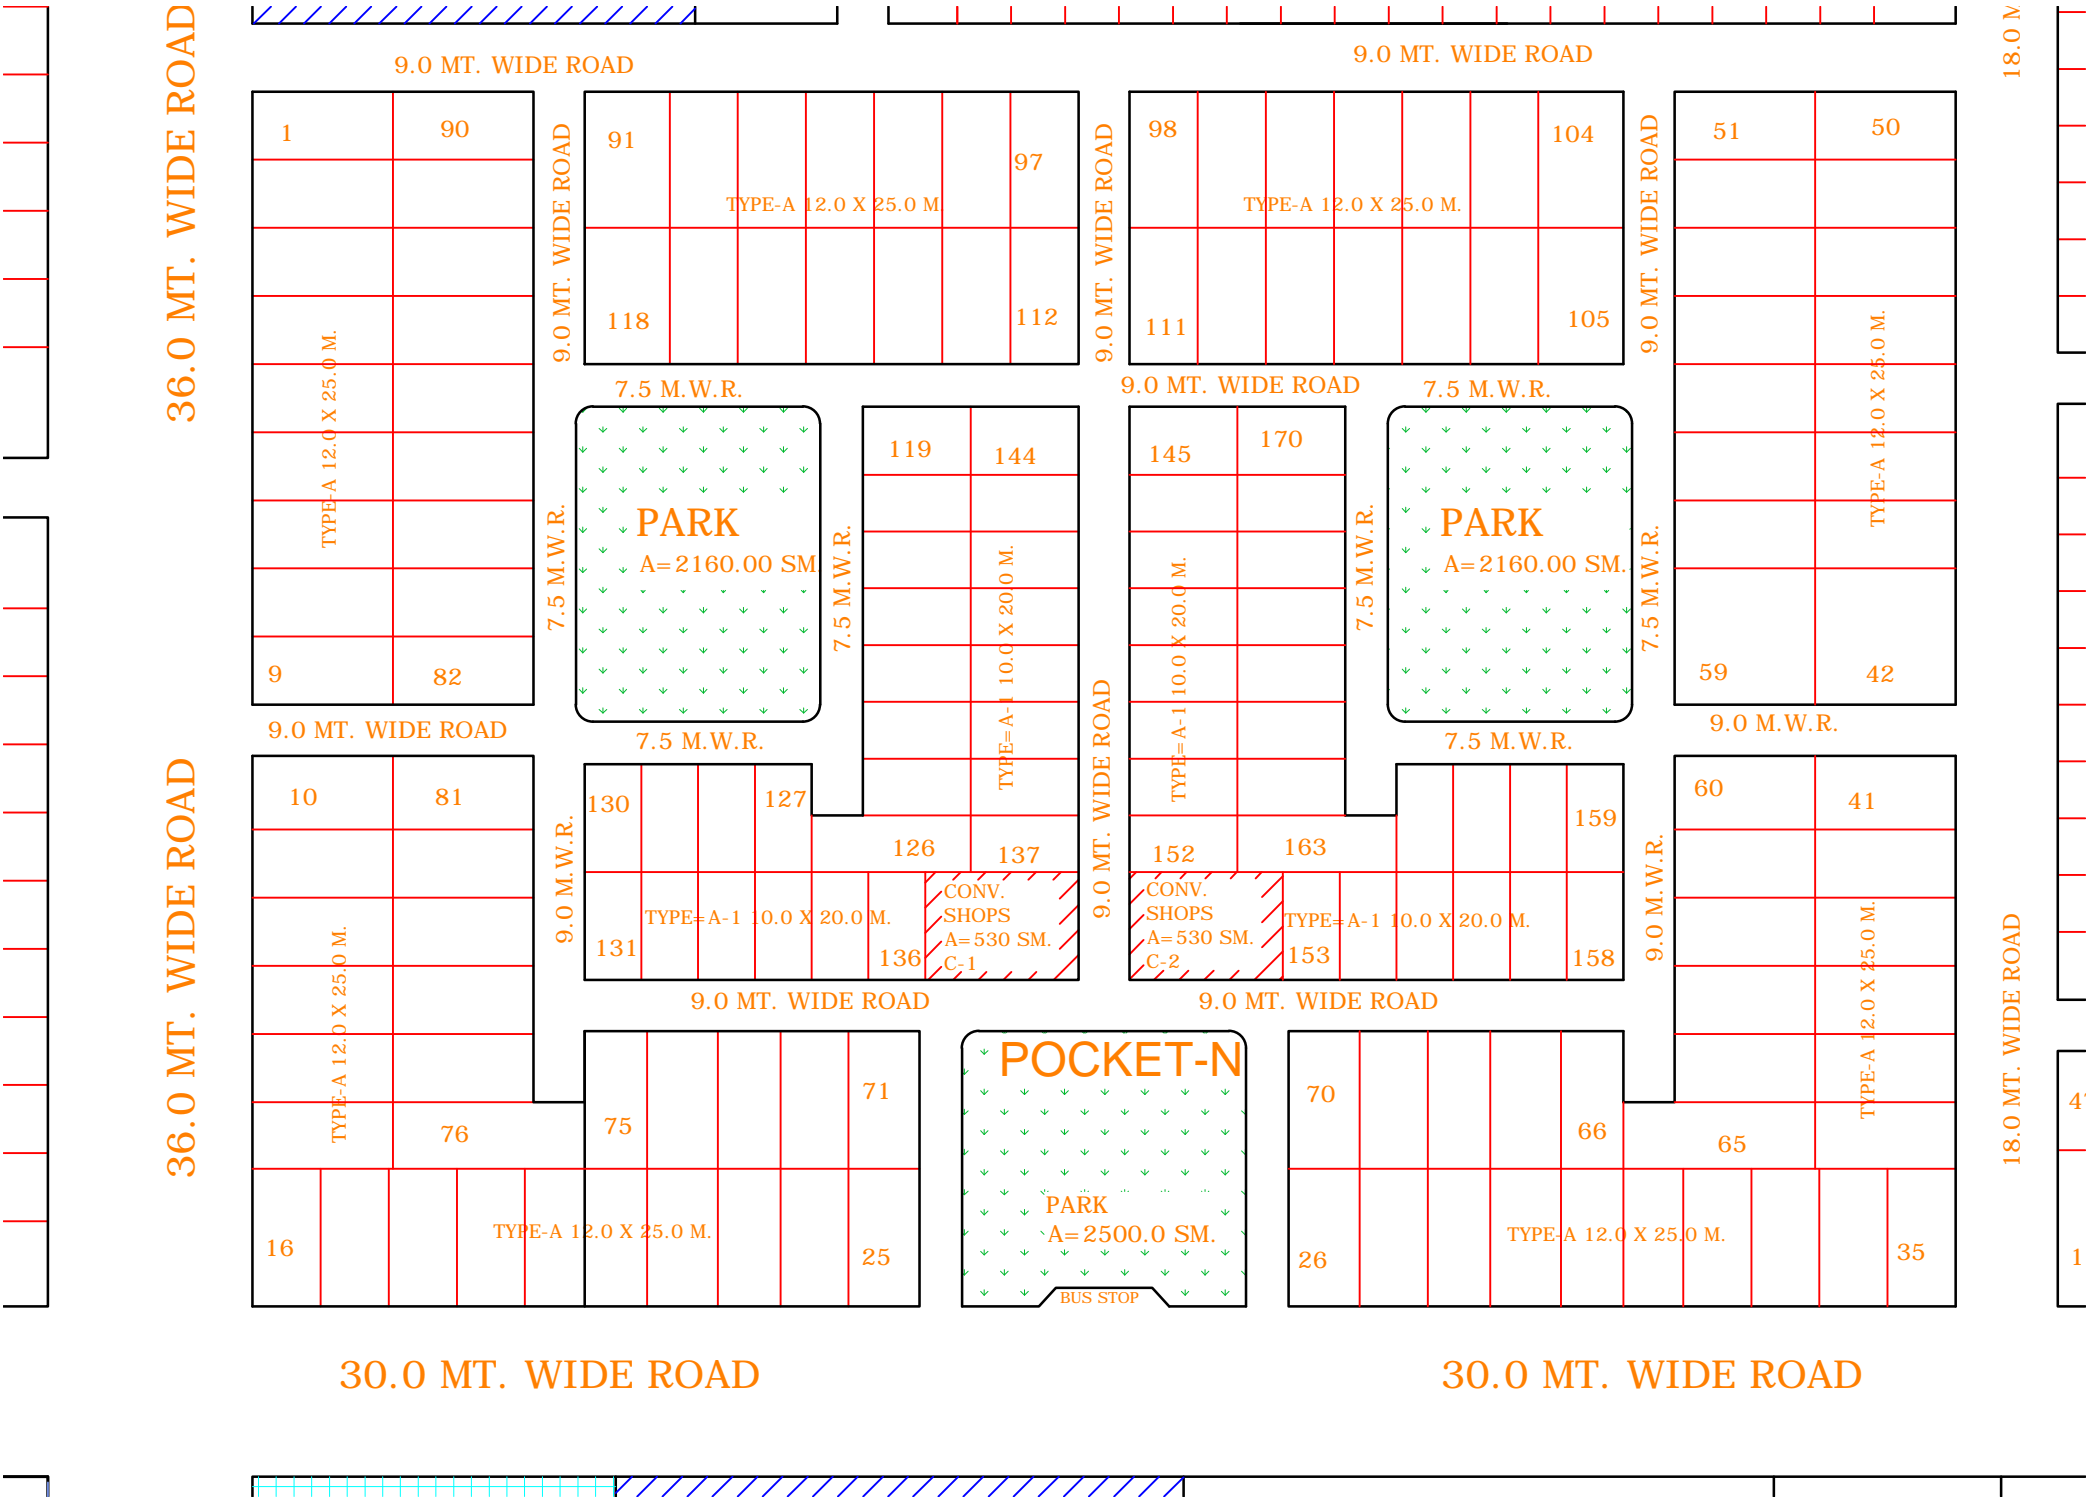 36.0 MT. WIDE ROAD
9.0 MT. WIDE ROAD
9.0 MT. WIDE ROAD
1
90
9.0 MT. WIDE ROAD
91
97
9.0 MT. WIDE ROAD
98
104
9.0 MT. WIDE ROAD
51
50
TYPE-A 12.0 X 25.0 M.
TYPE-A 12.0 X 25.0 M.
118
112
111
105
TYPE-A 12.0 X 25.0 M.
TYPE-A 12.0 X 25.0 M.
7.5 M.W.R.
9.0 MT. WIDE ROAD
7.5 M.W.R.
119
144
145
170
7.5 M.W.R.
PARK
A=2160.00 SM.
7.5 M.W.R.
TYPE=A-1 10.0 X 20.0 M.
TYPE=A-1 10.0 X 20.0 M.
7.5 M.W.R.
PARK
A=2160.00 SM.
7.5 M.W.R.
9
82
59
42
9.0 MT. WIDE ROAD
7.5 M.W.R.
9.0 MT. WIDE ROAD
7.5 M.W.R.
9.0 M.W.R.
36.0 MT. WIDE ROAD
10
81
9.0 M.W.R.
130
127
159
60
41
126
137
152
163
9.0 M.W.R.
131
TYPE=A-1 10.0 X 20.0 M.
136
CONV.
SHOPS
A=530 SM.
C-1
CONV.
SHOPS
A=530 SM.
C-2
TYPE=A-1 10.0 X 20.0 M.
153
158
TYPE-A 12.0 X 25.0 M.
TYPE-A 12.0 X 25.0 M.
18.0 MT. WIDE ROAD
9.0 MT. WIDE ROAD
9.0 MT. WIDE ROAD
POCKET-N
76
75
71
70
66
65
16
TYPE-A 12.0 X 25.0 M.
25
PARK
A=2500.0 SM.
BUS STOP
26
TYPE-A 12.0 X 25.0 M.
35
30.0 MT. WIDE ROAD
30.0 MT. WIDE ROAD